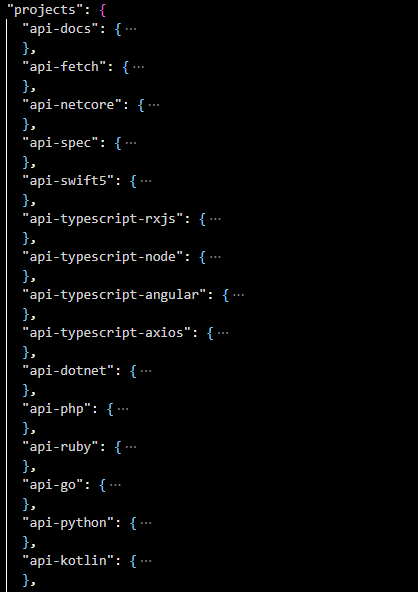 "projects": {
"api-docs": {⋯
},
"api-fetch": {⋯
},
"api-netcore": {⋯
},
"api-spec": {⋯
},
"api-swift5": {⋯
},
"api-typescript-rxjs": {⋯
},
"api-typescript-node": {⋯
},
"api-typescript-angular": {⋯
},
"api-typescript-axios": {⋯
},
"api-dotnet": {⋯
},
"api-php": {⋯
},
"api-ruby": {⋯
},
"api-go": {⋯
},
"api-python": {⋯
},
"api-kotlin": {⋯
},